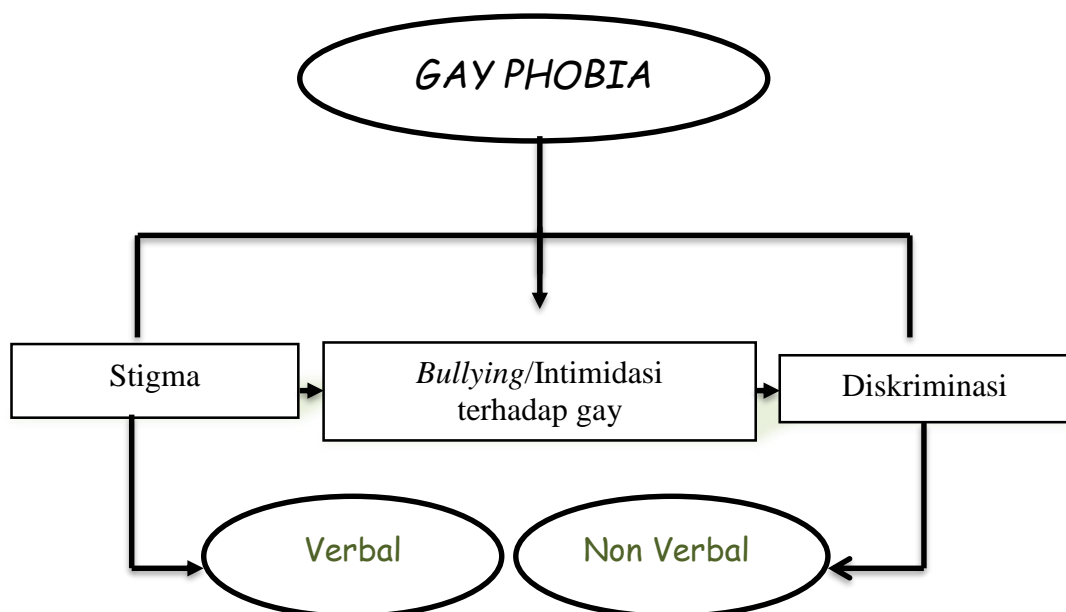 GAY PHOBIA
Stigma
Bullying/Intimidasi
terhadap gay
Diskriminasi
Verbal
Non Verbal